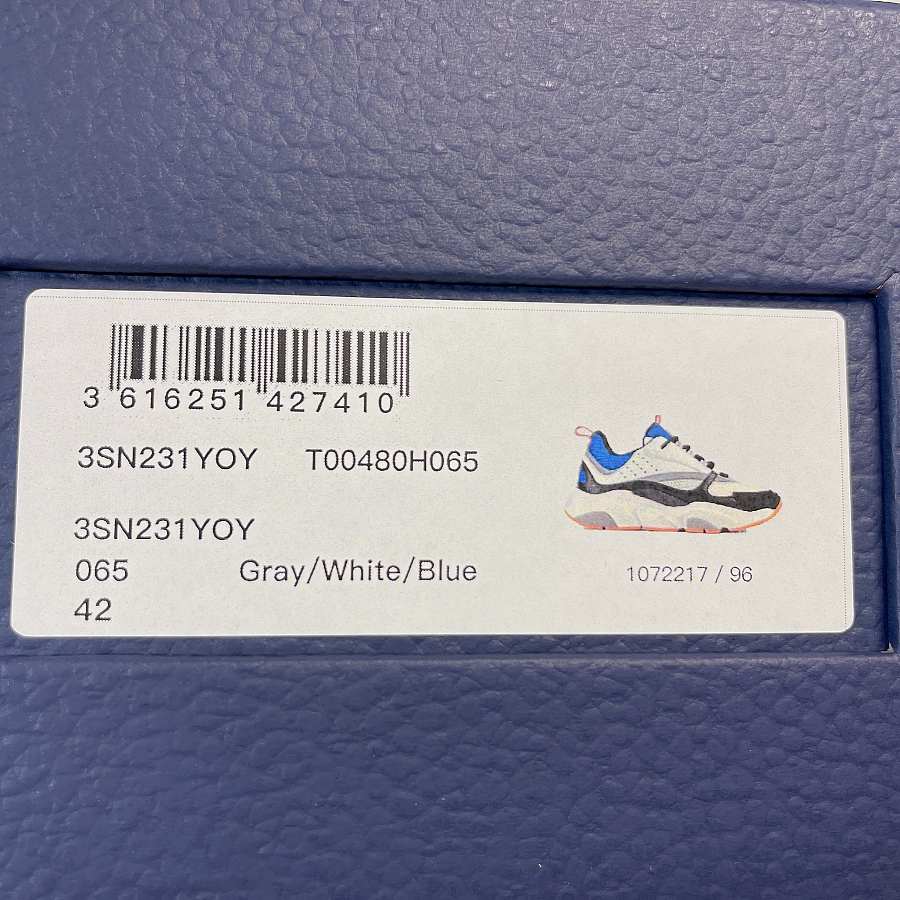 3 616251 427410
3SN231YOY T00480H065
3SN231YOY
065 Gray/White/Blue
42
1072217 / 96